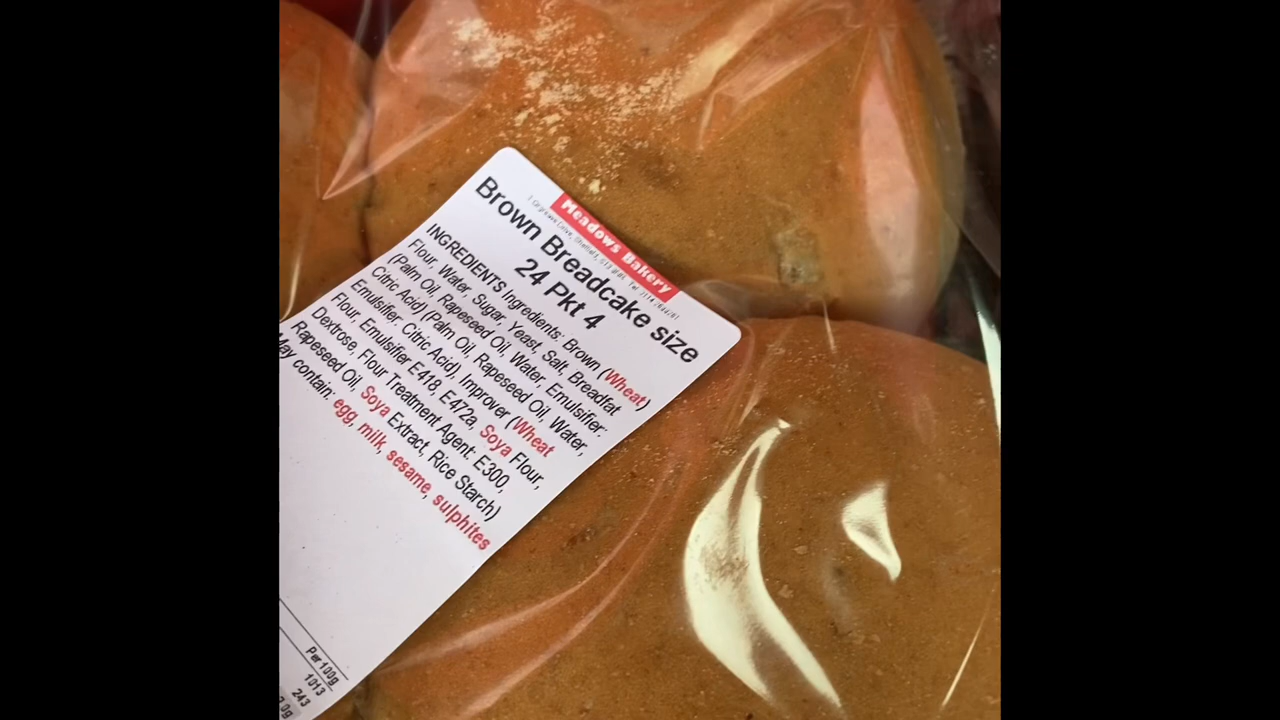 Meadows Bakery
Brown Breadcake size
24 Pkt 4
INGREDIENTS Ingredients: Brown (Wheat)
Flour, Water, Sugar, Yeast, Salt, Breadfat
(Palm Oil, Rapeseed Oil, Water, Emulsifier:
Citric Acid) (Palm Oil, Rapeseed Oil, Water,
Emulsifier: Citric Acid), Improver (Wheat
Flour, Emulsifier E418, E472a, Soya Flour,
Dextrose, Flour Treatment Agent: E300,
Rapeseed Oil, Soya Extract, Rice Starch)
May contain: egg, milk, sesame, sulphites
Per 100g
1013
243